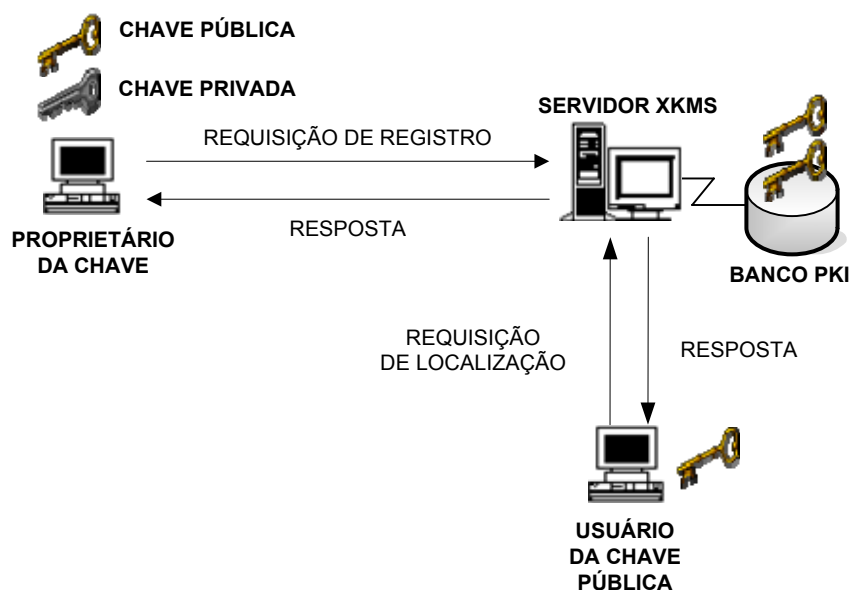 CHAVE PÚBLICA
CHAVE PRIVADA
SERVIDOR XKMS
REQUISIÇÃO DE REGISTRO
RESPOSTA
PROPRIETÁRIO
DA CHAVE
BANCO PKI
REQUISIÇÃO
DE LOCALIZAÇÃO
RESPOSTA
USUÁRIO
DA CHAVE
PÚBLICA